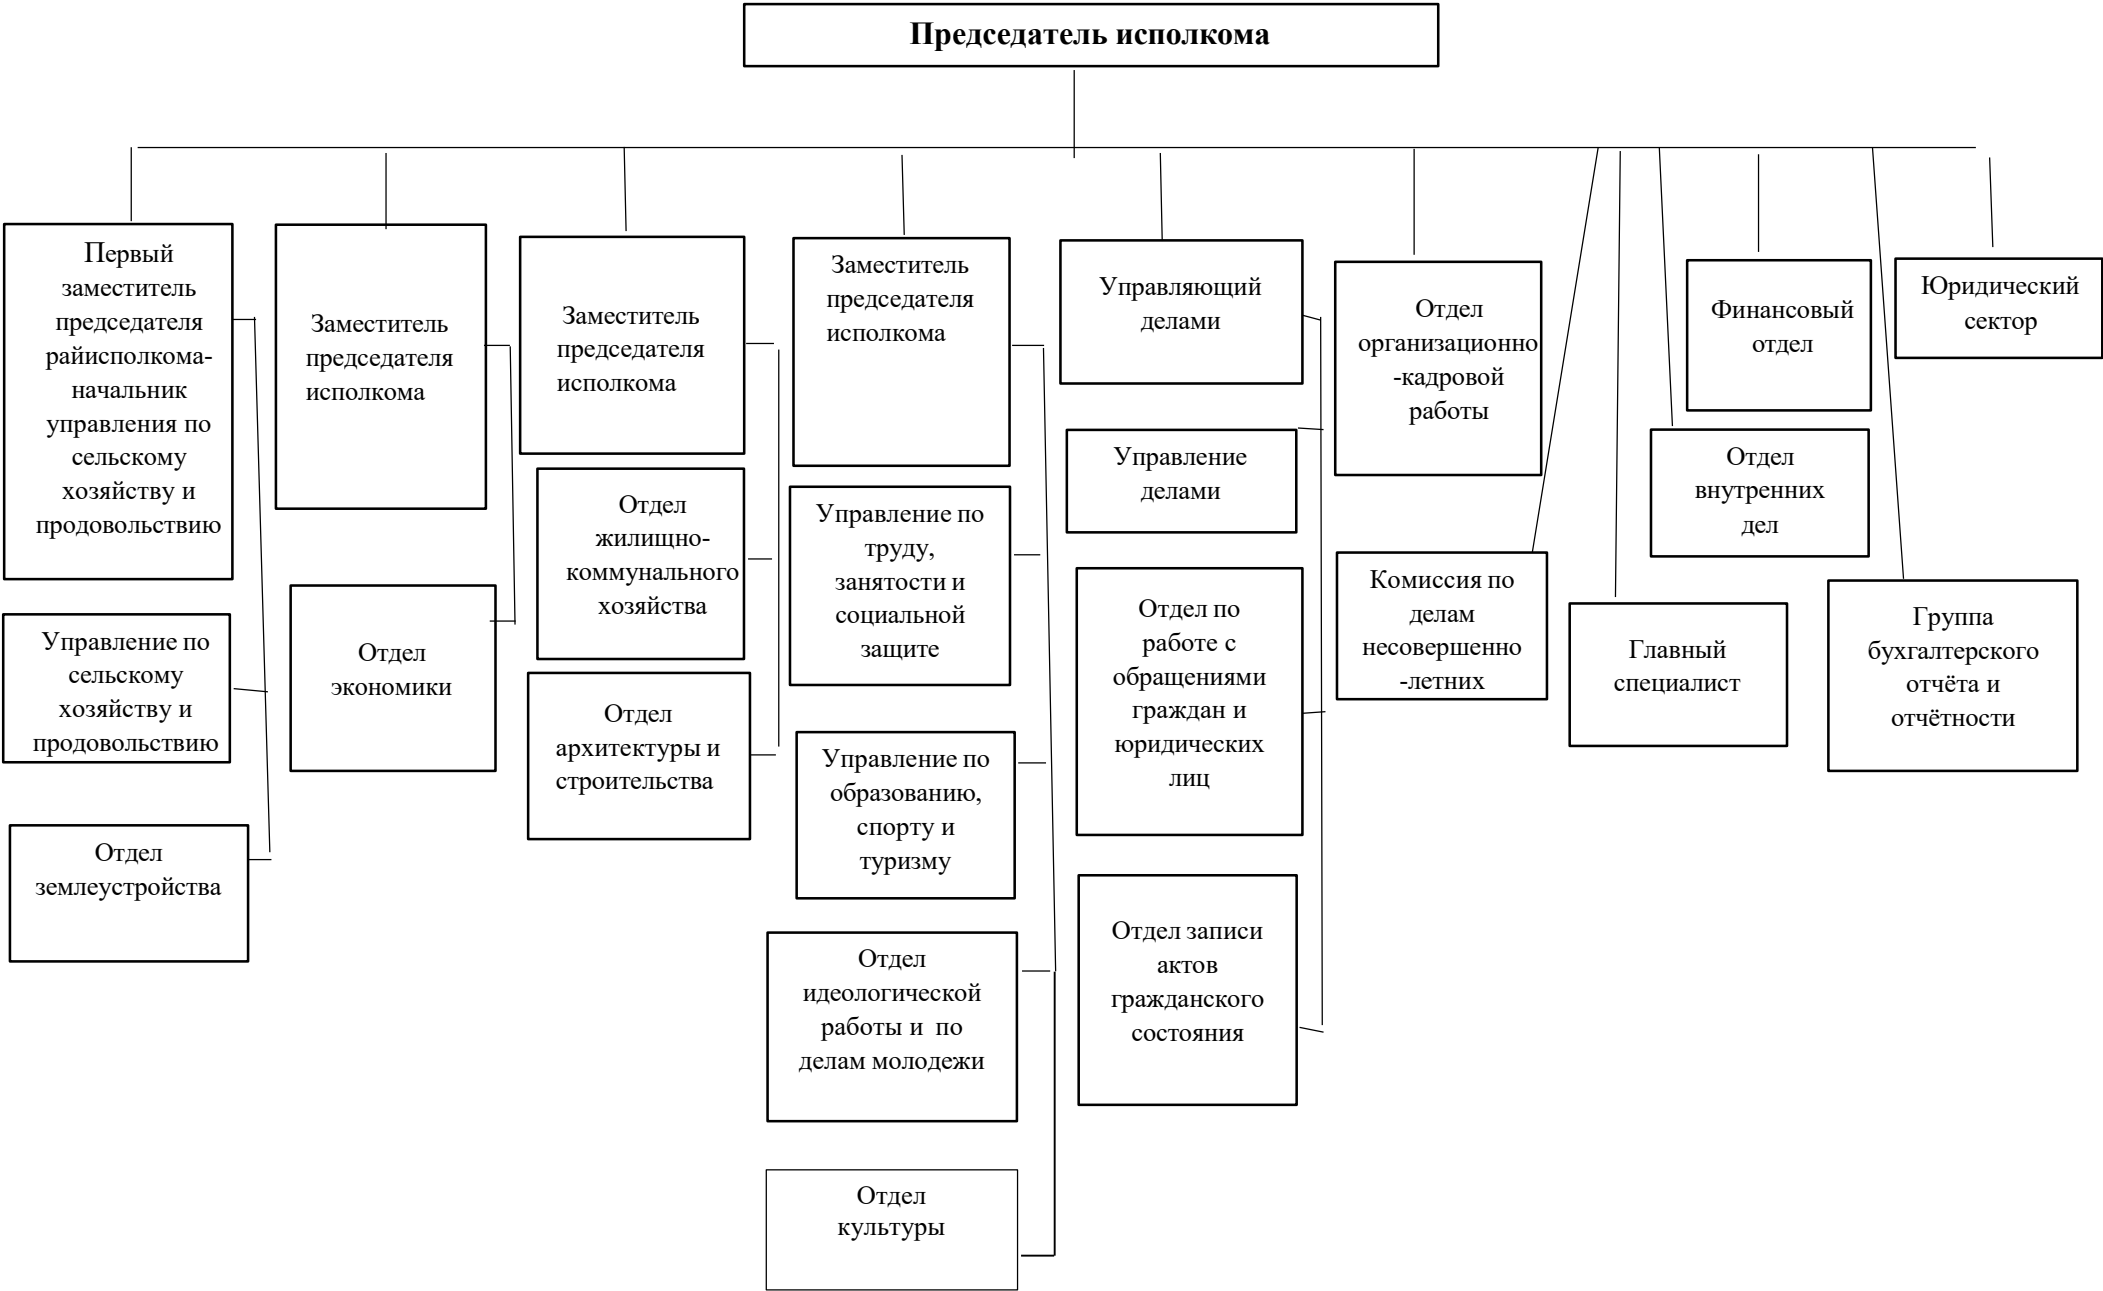 Председатель исполкома
Первый
заместитель
председателя
райисполкома-
начальник
управления по
сельскому
хозяйству и
продовольствию
Управление по
сельскому
хозяйству и
продовольствию
Отдел
землеустройства
Заместитель
председателя
исполкома
Отдел
экономики
Заместитель
председателя
исполкома
Отдел
жилищно-
коммунального
хозяйства
Отдел
архитектуры и
строительства
Заместитель
председателя
исполкома
Управление по
труду,
занятости и
социальной
защите
Управление по
образованию,
спорту и
туризму
Отдел
идеологической
работы и по
делам молодежи
Отдел
культуры
Управляющий
делами
Управление
делами
Отдел по
работе с
обращениями
граждан и
юридических
лиц
Отдел записи
актов
гражданского
состояния
Отдел
организационно
-кадровой
работы
Комиссия по
делам
несовершенно
-летних
Главный
специалист
Отдел
внутренних
дел
Финансовый
отдел
Группа
бухгалтерского
отчёта и
отчётности
Юридический
сектор